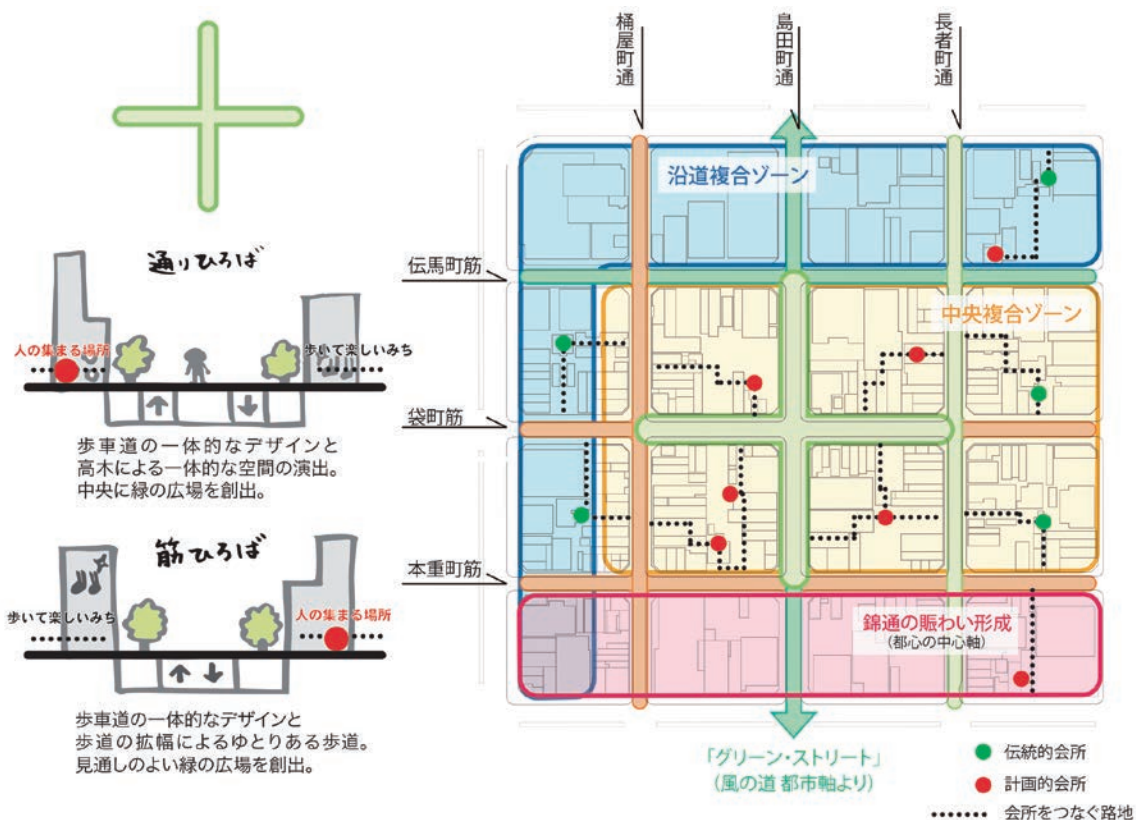 桶屋町通
島田町通
長者町通
沿道複合ゾーン
通りひろば
伝馬町筋
中央複合ゾーン
人の集まる場所
歩いて楽しいみち
袋町筋
歩車道の一体的なデザインと
高木による一体的な空間の演出。
中央に緑の広場を創出。
筋ひろば
本重町筋
歩いて楽しいみち
人の集まる場所
錦通の賑わい形成
(都心の中心軸)
歩車道の一体的なデザインと
歩道の拡幅によるゆとりある歩道。
見通しのよい緑の広場を創出。
「グリーン・ストリート」
(風の道 都市軸より)
伝統的会所
計画的会所
会所をつなぐ路地